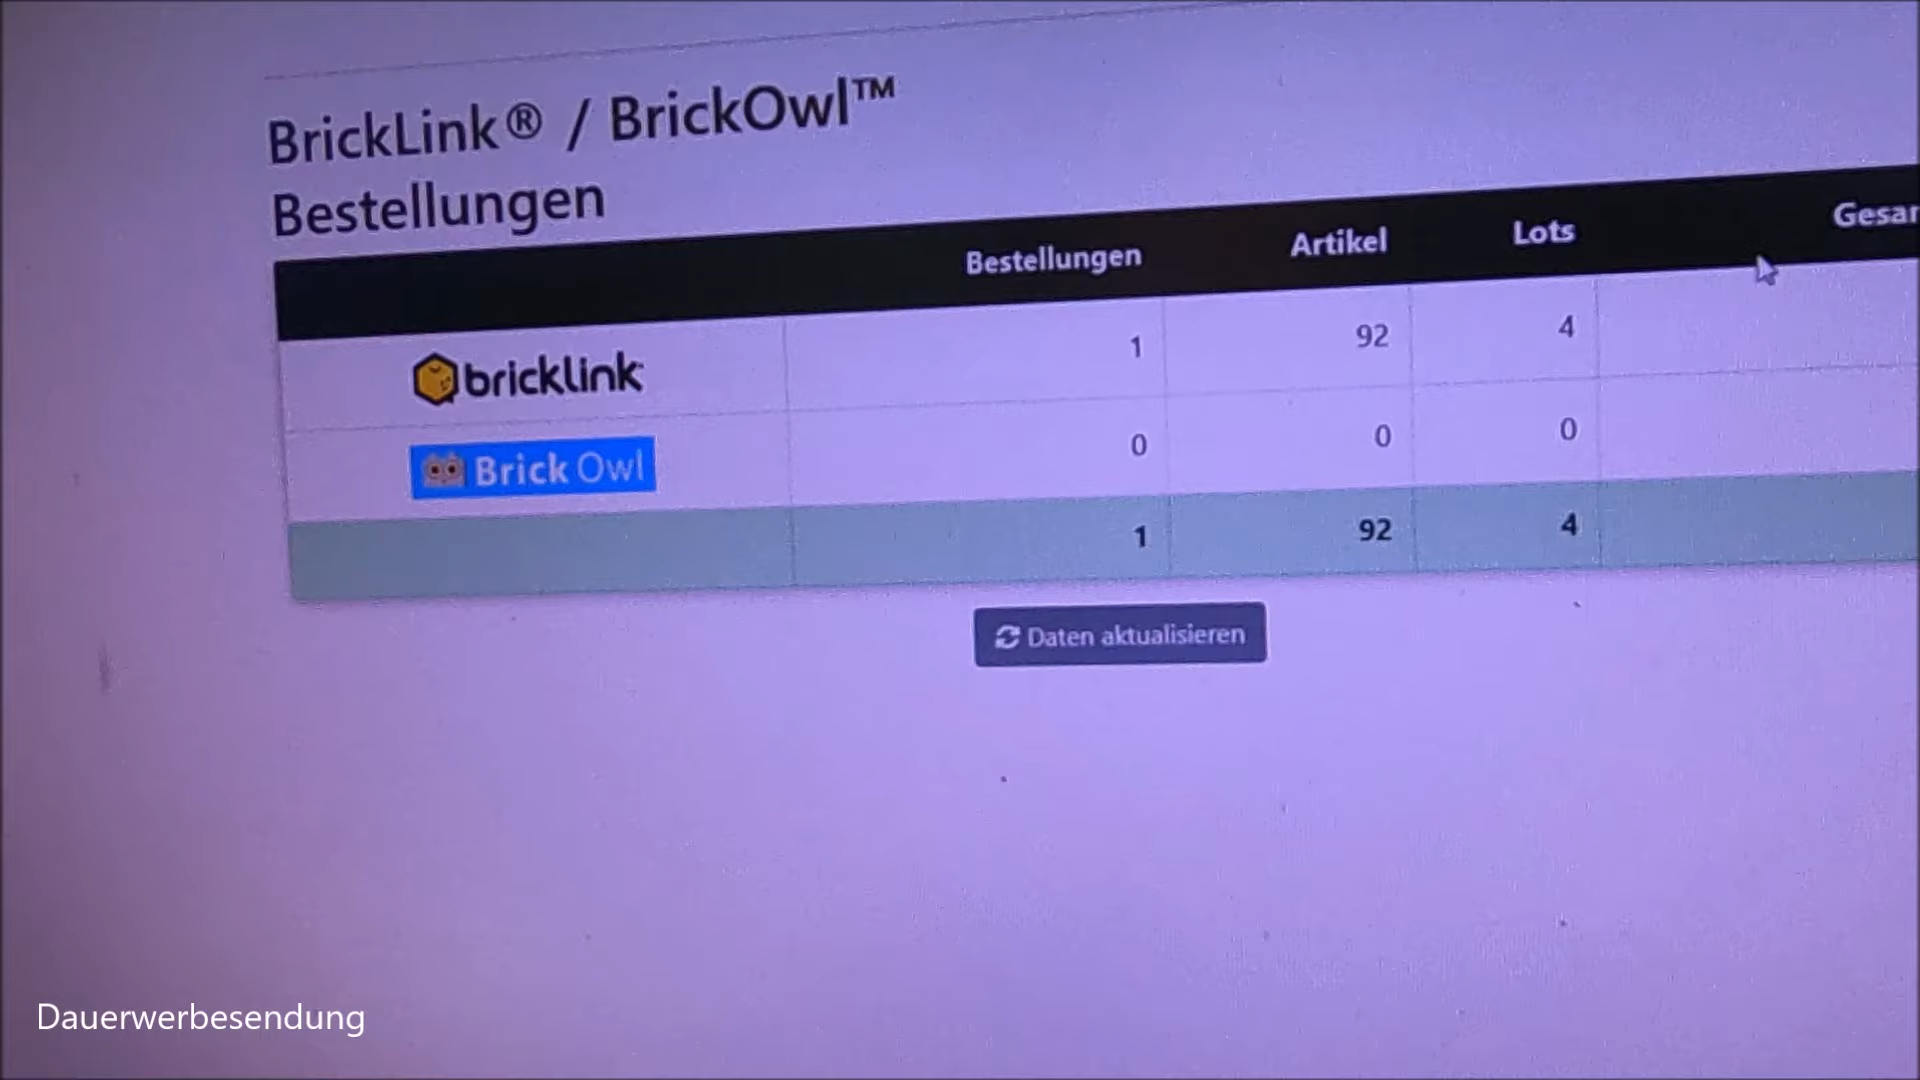 BrickLink® / BrickOwl™
Bestellungen
Bestellungen Artikel Lots
bricklink 1 92 4
Brick Owl 0 0 0
1 92 4
Daten aktualisieren
Dauerwerbesendung